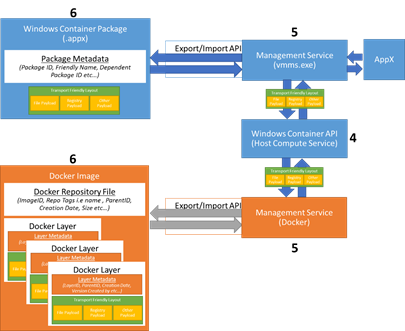 6
Windows Container Package
(.appx)
Package Metadata
(Package ID, Friendly Name, Dependent
Package ID etc...)
Transport Friendly Layout
File Payload
Registry
Payload
Other
Payload
Export/Import API
5
Management Service
(vmms.exe)
AppX
Transport Friendly Layout
File
Payload
Registry
Payload
Other
Payload
Windows Container API
(Host Compute Service)
4
Transport Friendly Layout
File
Payload
Registry
Payload
Other
Payload
6
Docker Image
Docker Repository File
(ImageID, Repo Tags i.e name , ParentID,
Creation Date, Size etc...)
Export/Import API
Management Service
(Docker)
5
Docker Layer
Layer Metadata
Docker Layer
Layer Metadata
Docker Layer
Layer Metadata
(LayerID, ParentID, Creation Date,
Version Created by etc...)
Transport Friendly Layout
File Payload
Registry
Payload
Other
Payload